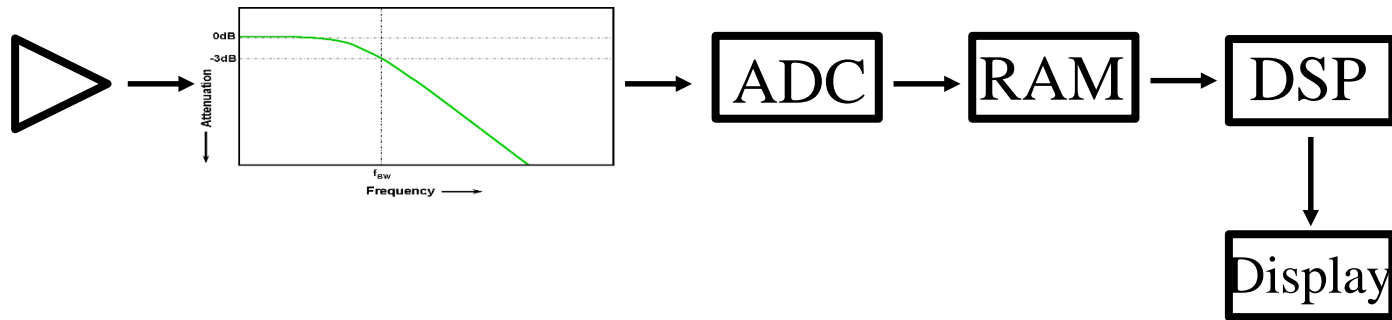 0dB
-3dB
Attenuation
f_BW
Frequency
ADC
RAM
DSP
Display